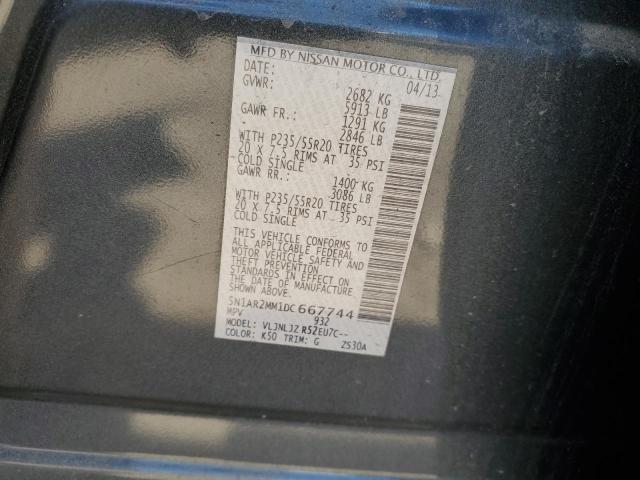 MFD BY NISSAN MOTOR CO., LTD.
DATE: 04/13
GVWR: 2682 KG
5913 LB
GAWR FR.: 1291 KG
- 2846 LB
WITH P235/55R20 TIRES
20 X 7.5 RIMS AT 35 PSI
COLD SINGLE
GAWR RR.: 1400 KG
- 3086 LB
WITH P235/55R20 TIRES
20 X 7.5 RIMS AT 35 PSI
COLD SINGLE
THIS VEHICLE CONFORMS TO
ALL APPLICABLE FEDERAL
MOTOR VEHICLE SAFETY AND
THEFT PREVENTION
STANDARDS IN EFFECT ON
THE DATE OF MANUFACTURE
SHOWN ABOVE.
5N1AR2MM1DC667744
MPV 932
MODEL: VLJNLJZ R52EU7C--
COLOR: K50 TRIM: G Z530A